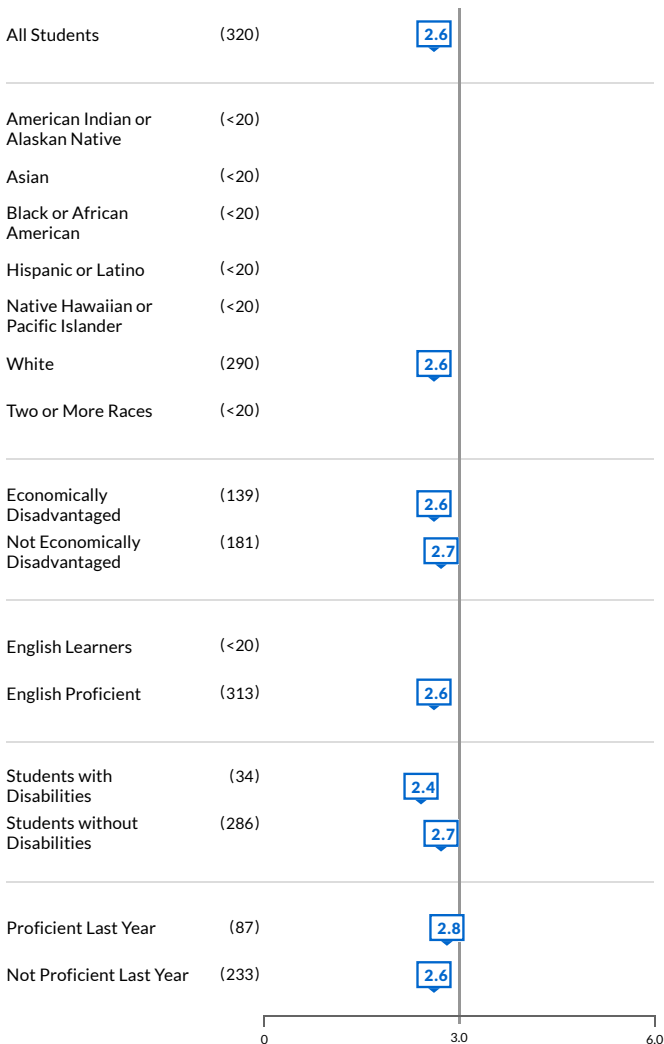 All Students (320) 2.6
American Indian or (<20)
Alaskan Native
Asian (<20)
Black or African (<20)
American
Hispanic or Latino (<20)
Native Hawaiian or (<20)
Pacific Islander
White (290) 2.6
Two or More Races (<20)
Economically (139) 2.6
Disadvantaged
Not Economically (181) 2.7
Disadvantaged
English Learners (<20)
English Proficient (313) 2.6
Students with (34) 2.4
Disabilities
Students without (286) 2.7
Disabilities
Proficient Last Year (87) 2.8
Not Proficient Last Year (233) 2.6
0 3.0 6.0